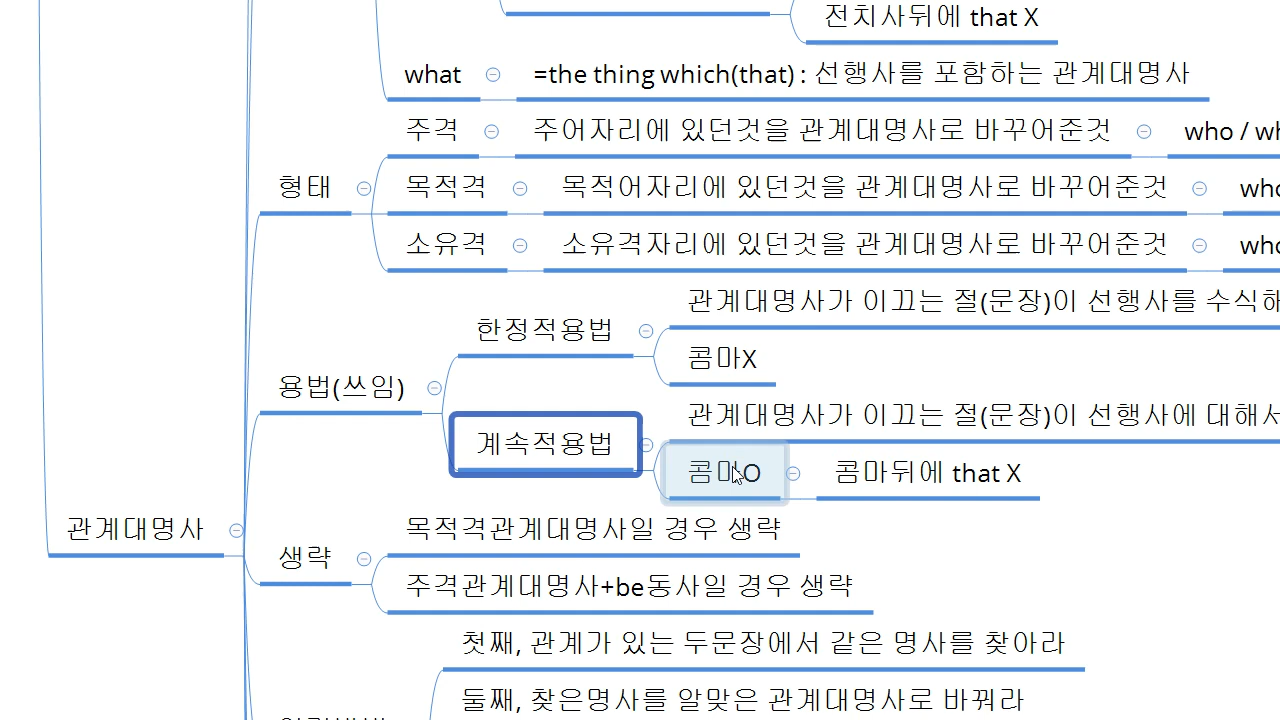 전치사뒤에 that X
what
=the thing which(that) : 선행사를 포함하는 관계대명사
주격
주어자리에 있던것을 관계대명사로 바꾸어준것
who /
형태
목적격
목적어자리에 있던것을 관계대명사로 바꾸어준것
소유격
소유격자리에 있던것을 관계대명사로 바꾸어준것
관계대명사가 이끄는 절(문장)이 선행사를
한정적용법
콤마X
용법(쓰임)
관계대명사가 이끄는 절(문장)이 선행사에
계속적용법
콤마O
콤마뒤에 that X
관계대명사
목적격관계대명사일 경우 생략
생략
주격관계대명사+be동사일 경우 생략
첫째, 관계가 있는 두문장에서 같은 명사를 찾아라
둘째, 찾은명사를 알맞은 관계대명사로 바꿔라